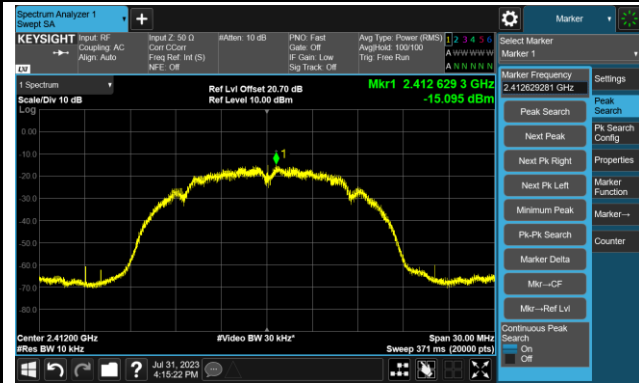 Spectrum Analyzer 1
Swept SA
+
Marker
KEYSIGHT
LXI
Input: RF
Coupling: AC
Align: Auto
Input Z: 50 Ω
Corr CCorr
Freq Ref: Int (S)
NFE: Off
#Atten: 10 dB
PNO: Fast
Gate: Off
IF Gain: Low
Sig Track: Off
Avg Type: Power (RMS)
Avg|Hold: 100/100
Trig: Free Run
1 2 3 4 5 6
A W W W W W
A N N N N N
Select Marker
Marker 1
1 Spectrum
Scale/Div 10 dB
Log
Ref Lvl Offset 20.70 dB
Ref Level 10.00 dBm
Mkr1 2.412 629 3 GHz
-15.095 dBm
0.00
-10.0
-20.0
-30.0
-40.0
-50.0
-60.0
-70.0
-80.0
1
Center 2.41200 GHz
#Res BW 10 kHz
#Video BW 30 kHz*
Span 30.00 MHz
Sweep 371 ms (20000 pts)
Marker Frequency
2.412629281 GHz
Peak Search
Next Peak
Next Pk Right
Next Pk Left
Minimum Peak
Pk-Pk Search
Marker Delta
Mkr→CF
Mkr→Ref Lvl
Continuous Peak
Search
On
Off
Settings
Peak
Search
Pk Search
Config
Properties
Marker
Function
Marker→
Counter
?
Jul 31, 2023
4:15:22 PM